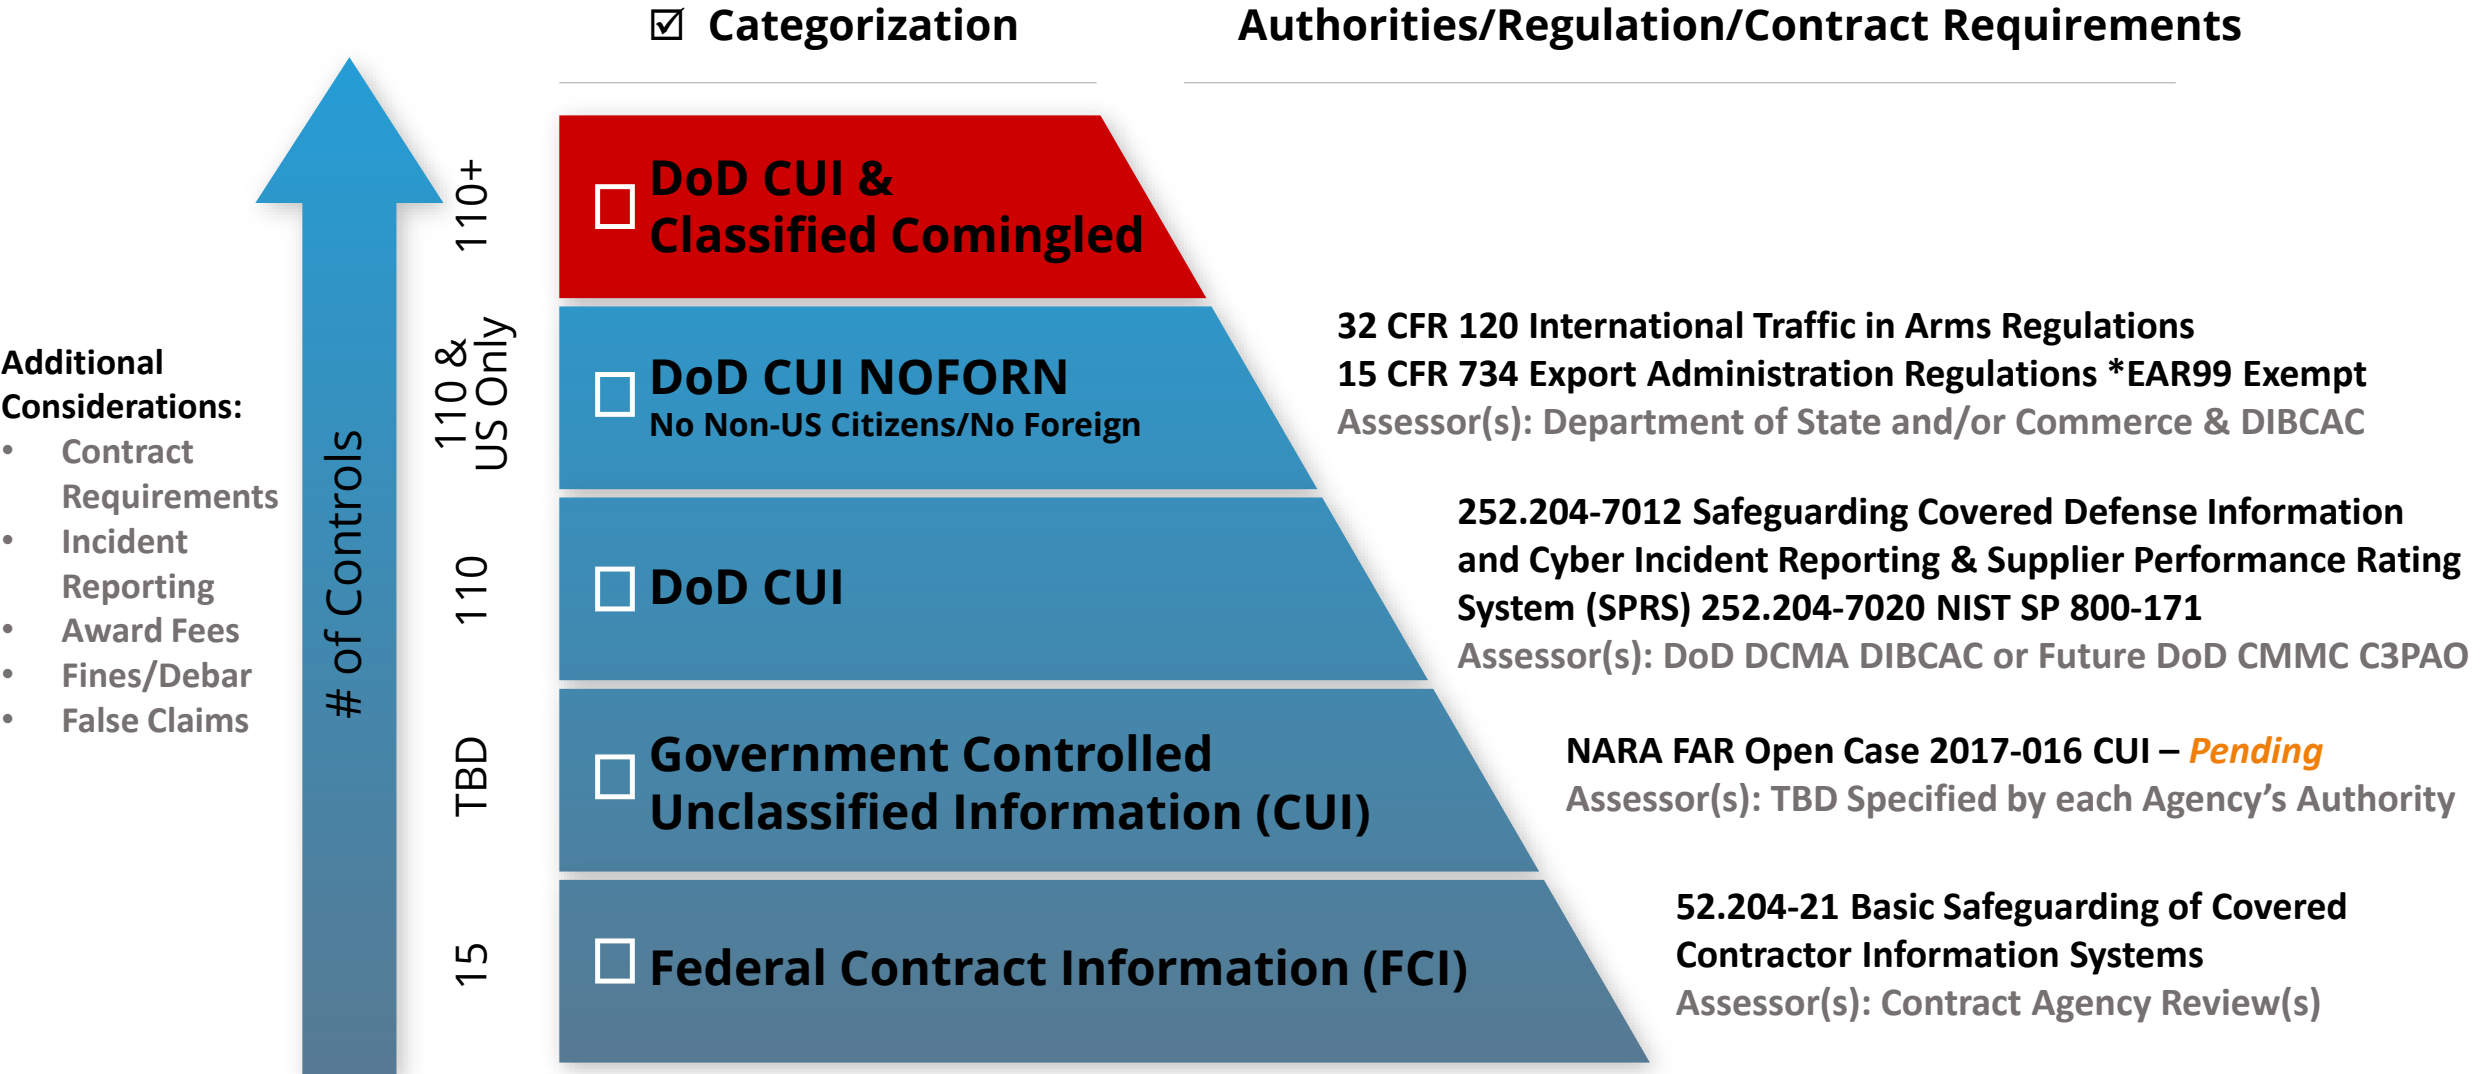 ☑ Categorization
Authorities/Regulation/Contract Requirements
Additional
Considerations:
• Contract
Requirements
• Incident
Reporting
• Award Fees
• Fines/Debar
• False Claims
# of Controls
110+
DoD CUI &
Classified Comingled
110 &
US Only
DoD CUI NOFORN
No Non-US Citizens/No Foreign
32 CFR 120 International Traffic in Arms Regulations
15 CFR 734 Export Administration Regulations *EAR99 Exempt
Assessor(s): Department of State and/or Commerce & DIBCAC
110
DoD CUI
252.204-7012 Safeguarding Covered Defense Information
and Cyber Incident Reporting & Supplier Performance Rating
System (SPRS) 252.204-7020 NIST SP 800-171
Assessor(s): DoD DCMA DIBCAC or Future DoD CMMC C3PAO
TBD
Government Controlled
Unclassified Information (CUI)
NARA FAR Open Case 2017-016 CUI – Pending
Assessor(s): TBD Specified by each Agency’s Authority
15
Federal Contract Information (FCI)
52.204-21 Basic Safeguarding of Covered
Contractor Information Systems
Assessor(s): Contract Agency Review(s)